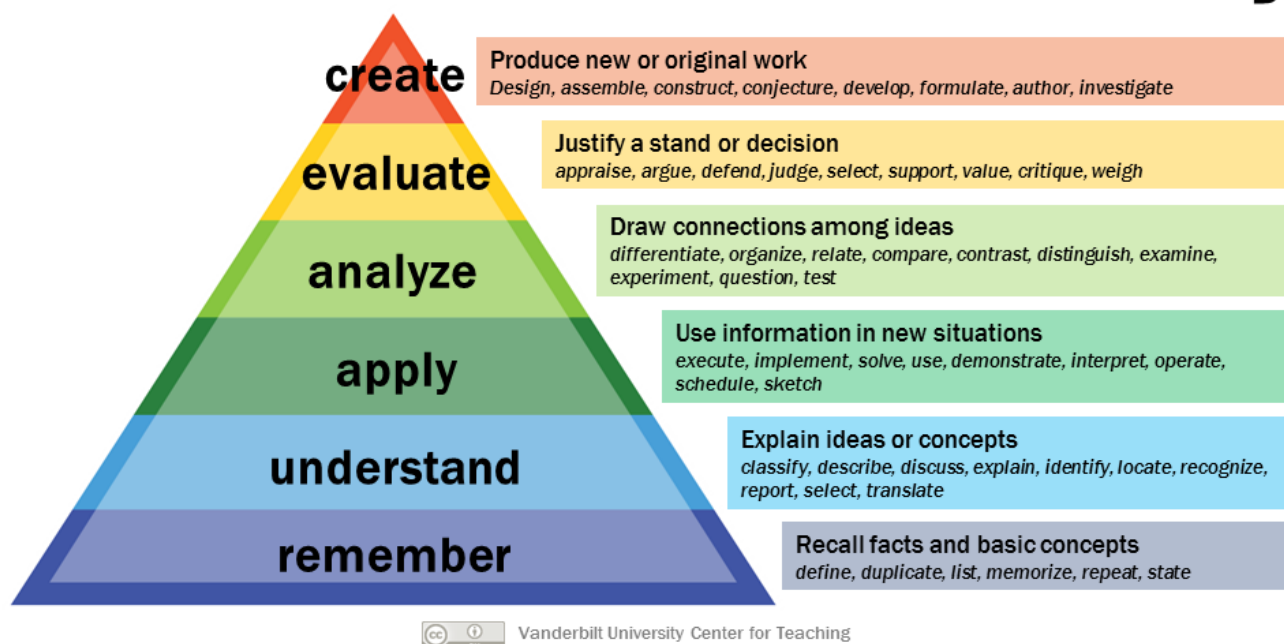 create
Produce new or original work
Design, assemble, construct, conjecture, develop, formulate, author, investigate
evaluate
Justify a stand or decision
appraise, argue, defend, judge, select, support, value, critique, weigh
analyze
Draw connections among ideas
differentiate, organize, relate, compare, contrast, distinguish, examine,
experiment, question, test
apply
Use information in new situations
execute, implement, solve, use, demonstrate, interpret, operate,
schedule, sketch
understand
Explain ideas or concepts
classify, describe, discuss, explain, identify, locate, recognize,
report, select, translate
remember
Recall facts and basic concepts
define, duplicate, list, memorize, repeat, state
cc Vanderbilt University Center for Teaching